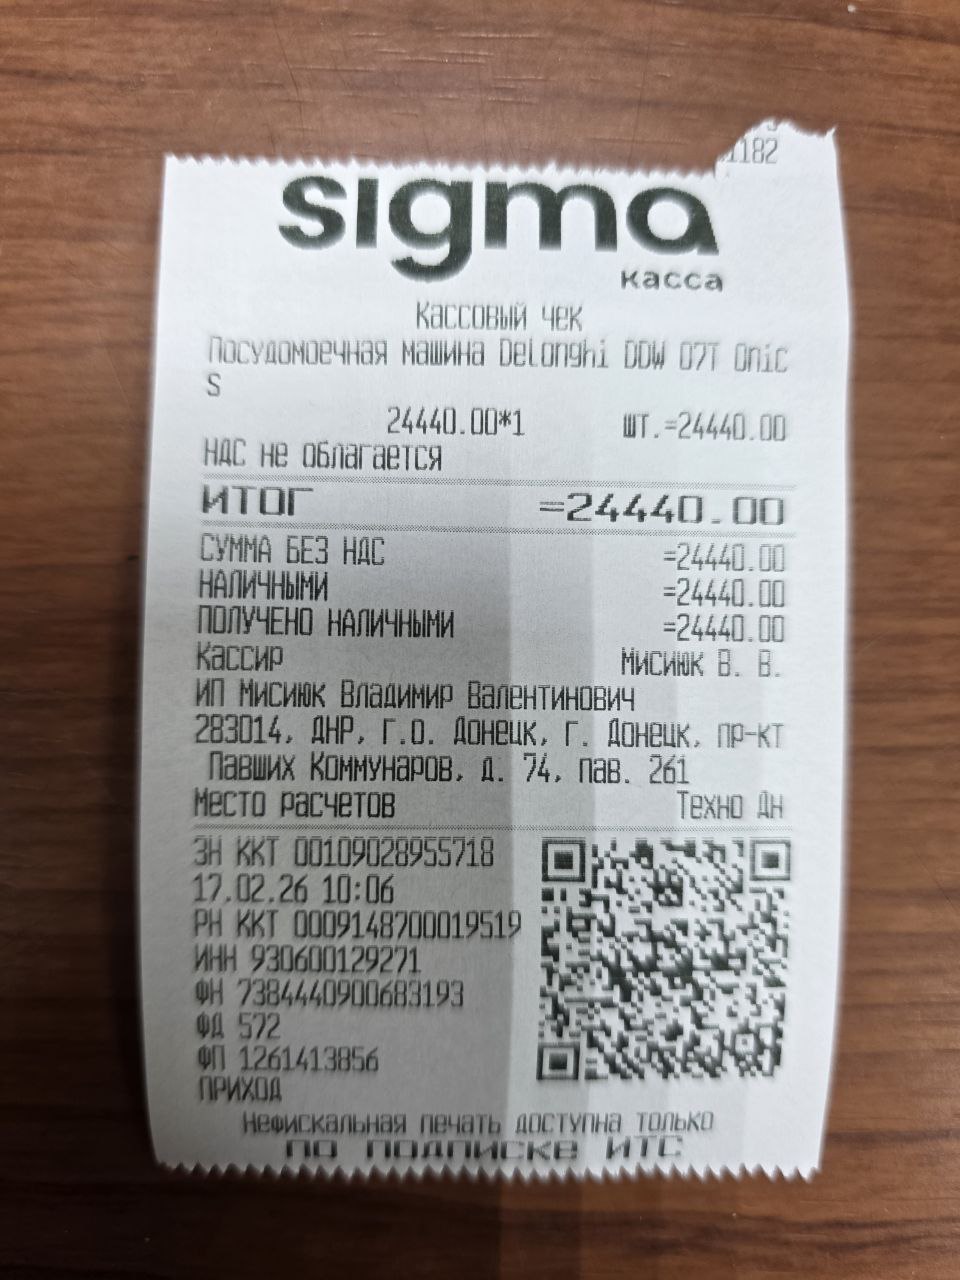 1182
sigma
касса
Кассовый чек
Посудомоечная машина DeLonghi DDW 07T Onic
S
24440.00*1 шт.=24440.00
НДС не облагается
ИТОГ =24440.00
СУММА БЕЗ НДС =24440.00
НАЛИЧНЫМИ =24440.00
ПОЛУЧЕНО НАЛИЧНЫМИ =24440.00
Кассир Мисиюк В. В.
ИП Мисиюк Владимир Валентинович
283014, ДНР, Г.О. Донецк, Г. Донецк, пр-кт
Павших Коммунаров, д. 74, пав. 261
Место расчетов Техно Дн
ЗН ККТ 00109028955718
17.02.26 10:06
РН ККТ 0009148700019519
ИНН 930600129271
ФН 7384440900683193
ФД 572
ФП 1261413856
ПРИХОД
Нефискальная печать доступна только
по подписке ИТС